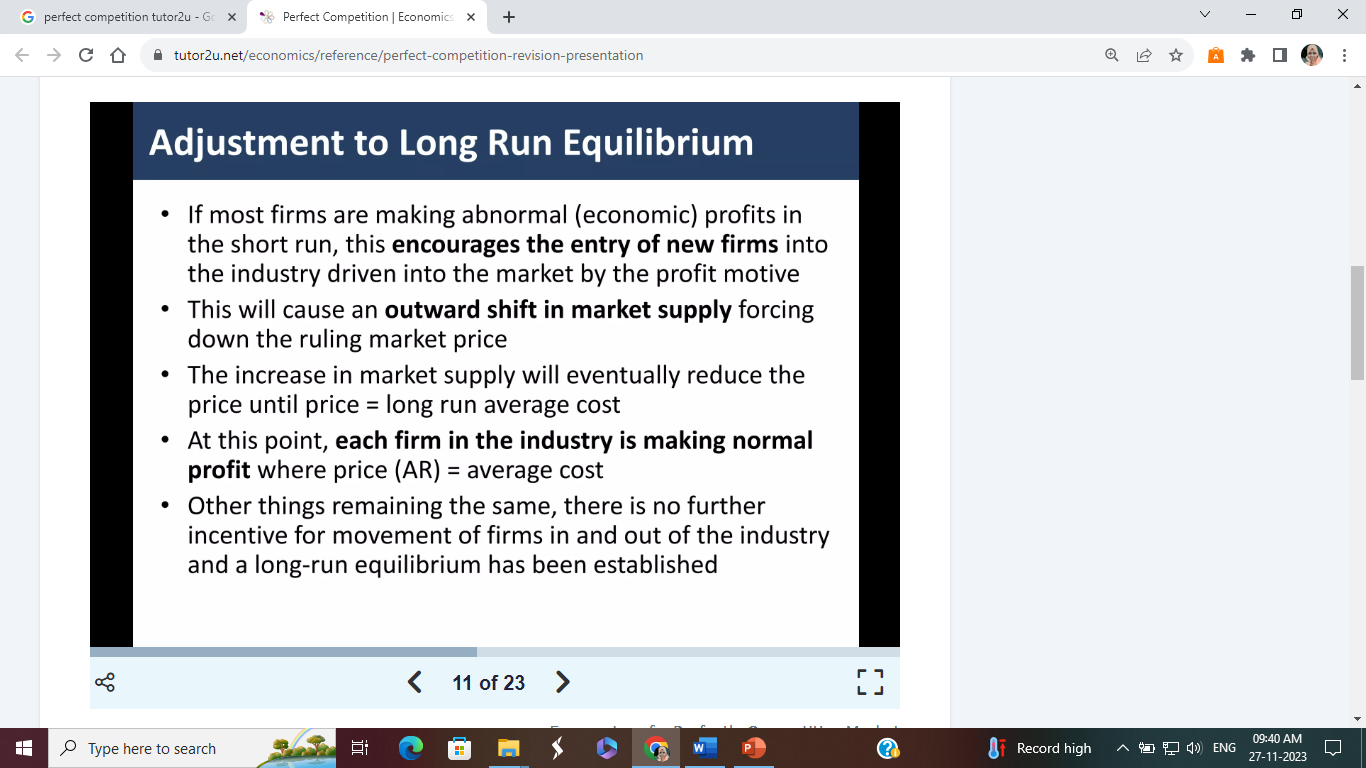 perfect competition tutor2u - Go
Perfect Competition | Economics
tutor2u.net/economics/reference/perfect-competition-revision-presentation
Adjustment to Long Run Equilibrium
• If most firms are making abnormal (economic) profits in
the short run, this encourages the entry of new firms into
the industry driven into the market by the profit motive
• This will cause an outward shift in market supply forcing
down the ruling market price
• The increase in market supply will eventually reduce the
price until price = long run average cost
• At this point, each firm in the industry is making normal
profit where price (AR) = average cost
• Other things remaining the same, there is no further
incentive for movement of firms in and out of the industry
and a long-run equilibrium has been established
11 of 23
Type here to search
Record high
ENG
09:40 AM
27-11-2023